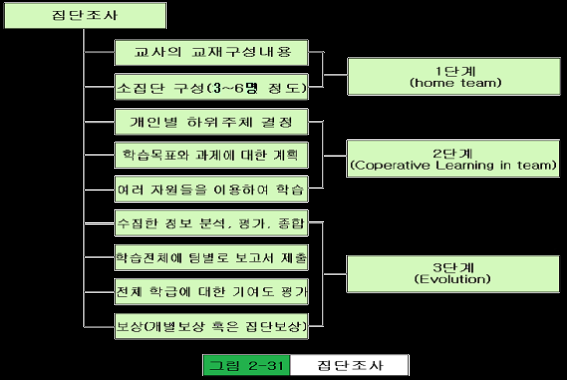 집단조사
교사의 교재구성내용
소집단 구성(3~6명 정도)
개인별 하위주체 결정
학습목표와 과제에 대한 계획
여러 자원들을 이용하여 학습
수집한 정보 분석, 평가, 종합
학습젼체에 팅별로 보고서 제출
전체 학급에 대한 기여도 평가
보상(개별보상 혹은 집단보상)
1단계
(home team)
2단계
(Coperative Learning in team)
3단계
(Evolution)
그림 2-31 집단조사